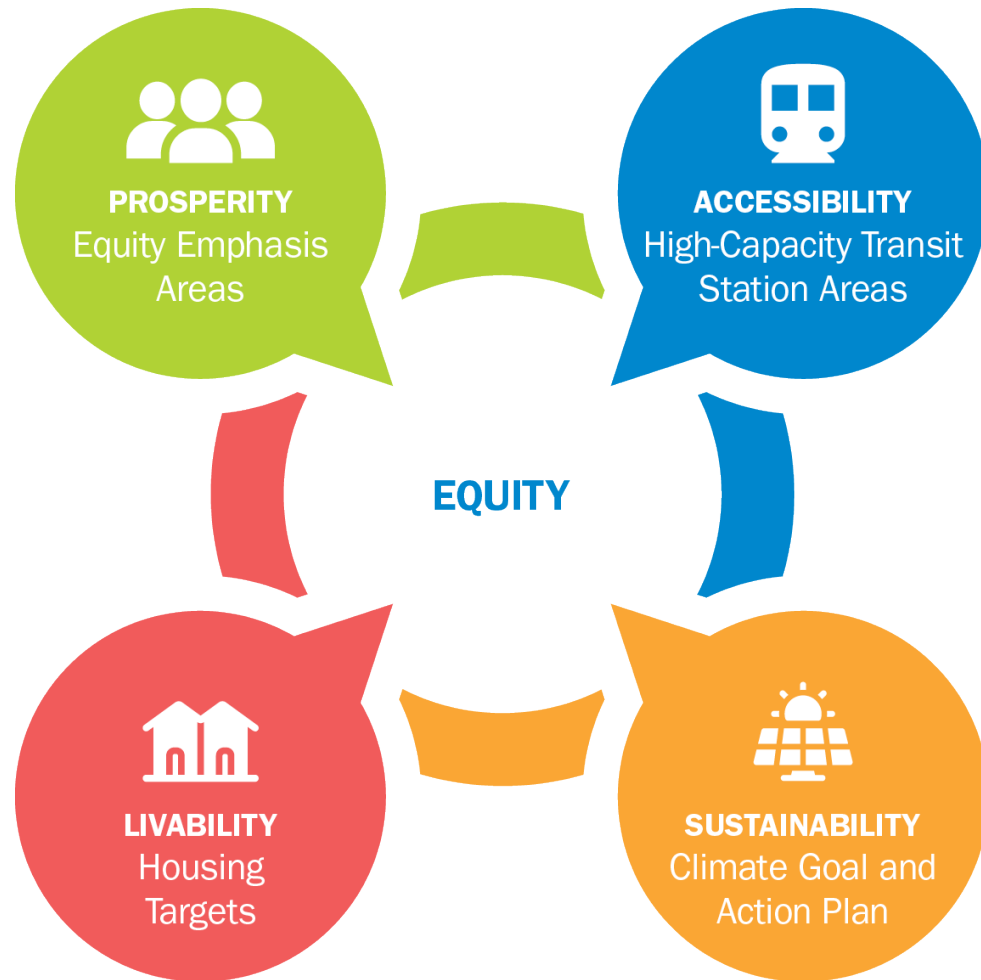 PROSPERITY
Equity Emphasis
Areas
ACCESSIBILITY
High-Capacity Transit
Station Areas
EQUITY
LIVABILITY
Housing
Targets
SUSTAINABILITY
Climate Goal and
Action Plan